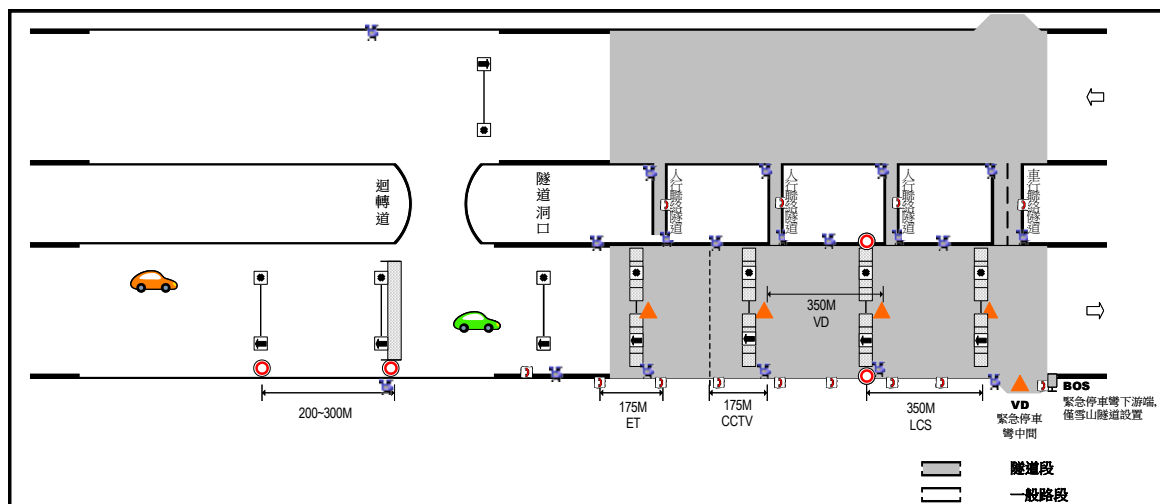 迴轉道
隧道洞口
人行聯絡隧道
人行聯絡隧道
人行聯絡隧道
車行聯絡隧道
350M
VD
200~300M
175M
ET
175M
CCTV
350M
LCS
VD
緊急停車
彎中間
BOS
緊急停車彎下游端,
僅雪山隧道設置
隧道段
一般路段